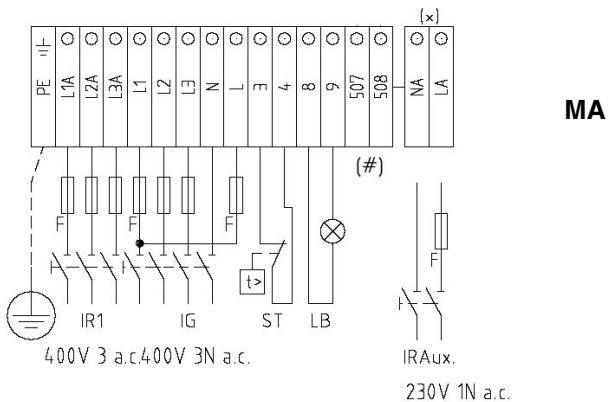 (x)
PE L1A L2A L3A L1 L2 L3 N L 3 4 8 9 507 508 NA LA
MA
(#)
F F F
F
t>
IR1 IG ST LB
IRAux.
400V 3 a.c.400V 3N a.c.
230V 1N a.c.